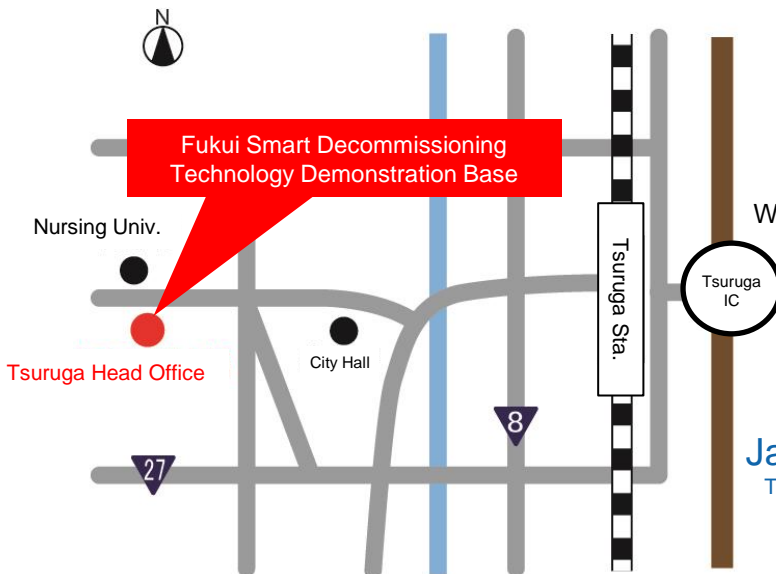 N
Fukui Smart Decommissioning
Technology Demonstration Base
Nursing Univ.
W
Tsuruga Sta.
Tsuruga
IC
City Hall
Tsuruga Head Office
8
27
Ja
T